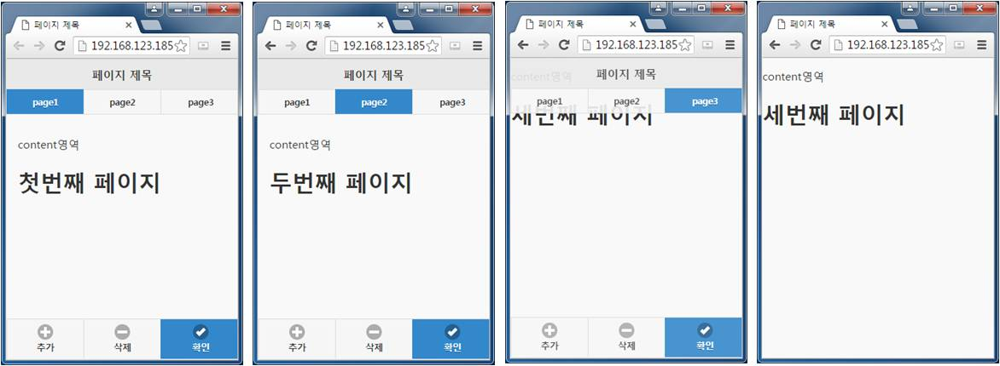 페이지 제목
192.168.123.185
페이지 제목
page1 page2 page3
content영역
첫번째 페이지
추가 삭제 확인
페이지 제목
192.168.123.185
페이지 제목
page1 page2 page3
content영역
두번째 페이지
추가 삭제 확인
페이지 제목
192.168.123.185
content영역 페이지 제목
page1 page2 page3
세번째 페이지
추가 삭제 확인
페이지 제목
192.168.123.185
content영역
세번째 페이지